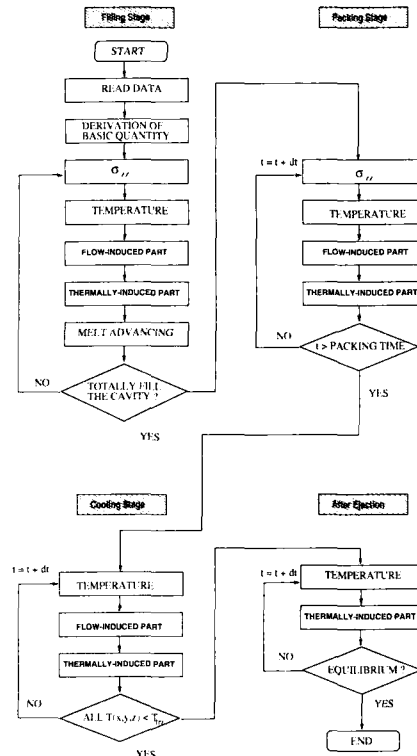 Filling Stage
START
READ DATA
DERIVATION OF
BASIC QUANTITY
TEMPERATURE
FLOW-INDUCED PART
THERMALLY-INDUCED PART
MELT ADVANCING
TOTALLY FILL
THE CAVITY ?
NO
YES
Packing Stage
t = t + dt
TEMPERATURE
FLOW-INDUCED PART
THERMALLY-INDUCED PART
t > PACKING TIME
NO
YES
Cooling Stage
t = t + dt
TEMPERATURE
FLOW-INDUCED PART
THERMALLY-INDUCED PART
ALL T(x,y,z) <
NO
YES
After Ejection
t = t + dt
TEMPERATURE
THERMALLY-INDUCED PART
EQUILIBRIUM ?
NO
YES
END